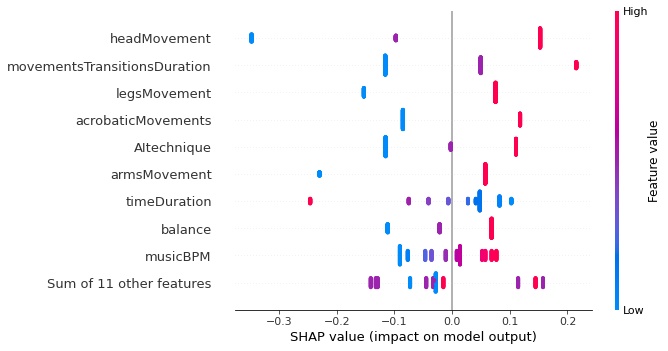 High
headMovement
movementsTransitionsDuration
legsMovement
acrobaticMovements
AItechnique
armsMovement
timeDuration
balance
musicBPM
Sum of 11 other features
Feature value
Low
−0.3 −0.2 −0.1 0.0 0.1 0.2
SHAP value (impact on model output)